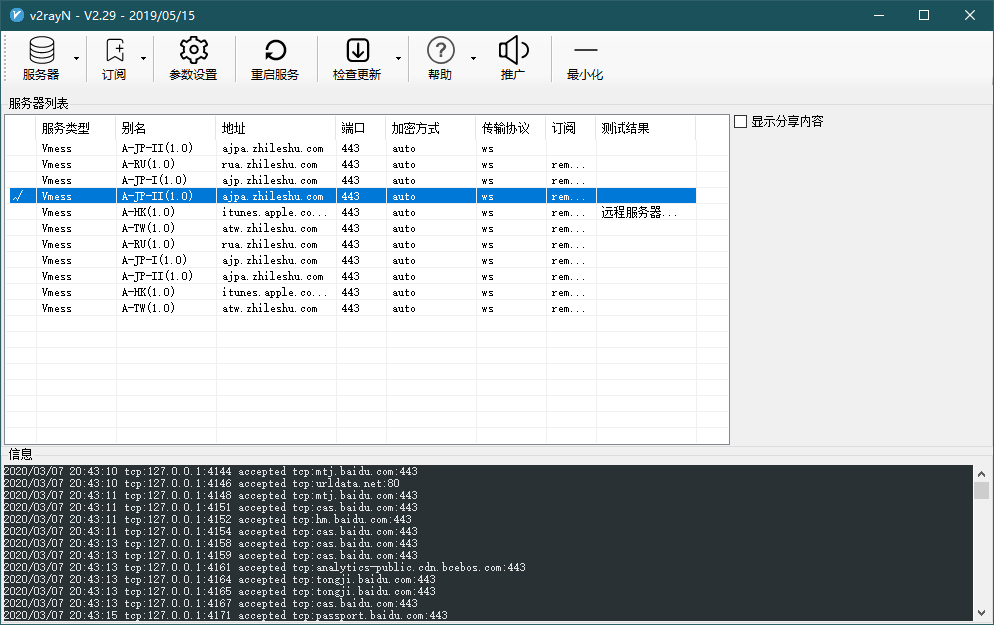 v2rayN - V2.29 - 2019/05/15
服务器 订阅 参数设置 重启服务 检查更新 帮助 推广 最小化
服务器列表
服务类型 别名 地址 端口 加密方式 传输协议 订阅 测试结果
显示分享内容
Vmess A-JP-II(1.0) ajpa.zhileshu.com 443 auto ws
Vmess A-RU(1.0) rua.zhileshu.com 443 auto ws rem...
Vmess A-JP-I(1.0) ajp.zhileshu.com 443 auto ws rem...
Vmess A-JP-II(1.0) ajpa.zhileshu.com 443 auto ws rem...
Vmess A-HK(1.0) itunes.apple.co... 443 auto ws rem... 远程服务器...
Vmess A-TW(1.0) atw.zhileshu.com 443 auto ws rem...
Vmess A-RU(1.0) rua.zhileshu.com 443 auto ws rem...
Vmess A-JP-I(1.0) ajp.zhileshu.com 443 auto ws rem...
Vmess A-JP-II(1.0) ajpa.zhileshu.com 443 auto ws rem...
Vmess A-HK(1.0) itunes.apple.co... 443 auto ws rem...
Vmess A-TW(1.0) atw.zhileshu.com 443 auto ws rem...
信息
2020/03/07 20:43:10 tcp:127.0.0.1:4144 accepted tcp:mtj.baidu.com:443
2020/03/07 20:43:10 tcp:127.0.0.1:4146 accepted tcp:urldata.net:80
2020/03/07 20:43:11 tcp:127.0.0.1:4148 accepted tcp:mtj.baidu.com:443
2020/03/07 20:43:11 tcp:127.0.0.1:4151 accepted tcp:cas.baidu.com:443
2020/03/07 20:43:11 tcp:127.0.0.1:4152 accepted tcp:hm.baidu.com:443
2020/03/07 20:43:11 tcp:127.0.0.1:4154 accepted tcp:cas.baidu.com:443
2020/03/07 20:43:13 tcp:127.0.0.1:4158 accepted tcp:cas.baidu.com:443
2020/03/07 20:43:13 tcp:127.0.0.1:4159 accepted tcp:cas.baidu.com:443
2020/03/07 20:43:13 tcp:127.0.0.1:4161 accepted tcp:analytics-public.cdn.bcebos.com:443
2020/03/07 20:43:13 tcp:127.0.0.1:4164 accepted tcp:tongji.baidu.com:443
2020/03/07 20:43:13 tcp:127.0.0.1:4165 accepted tcp:tongji.baidu.com:443
2020/03/07 20:43:13 tcp:127.0.0.1:4167 accepted tcp:cas.baidu.com:443
2020/03/07 20:43:15 tcp:127.0.0.1:4171 accepted tcp:passport.baidu.com:443